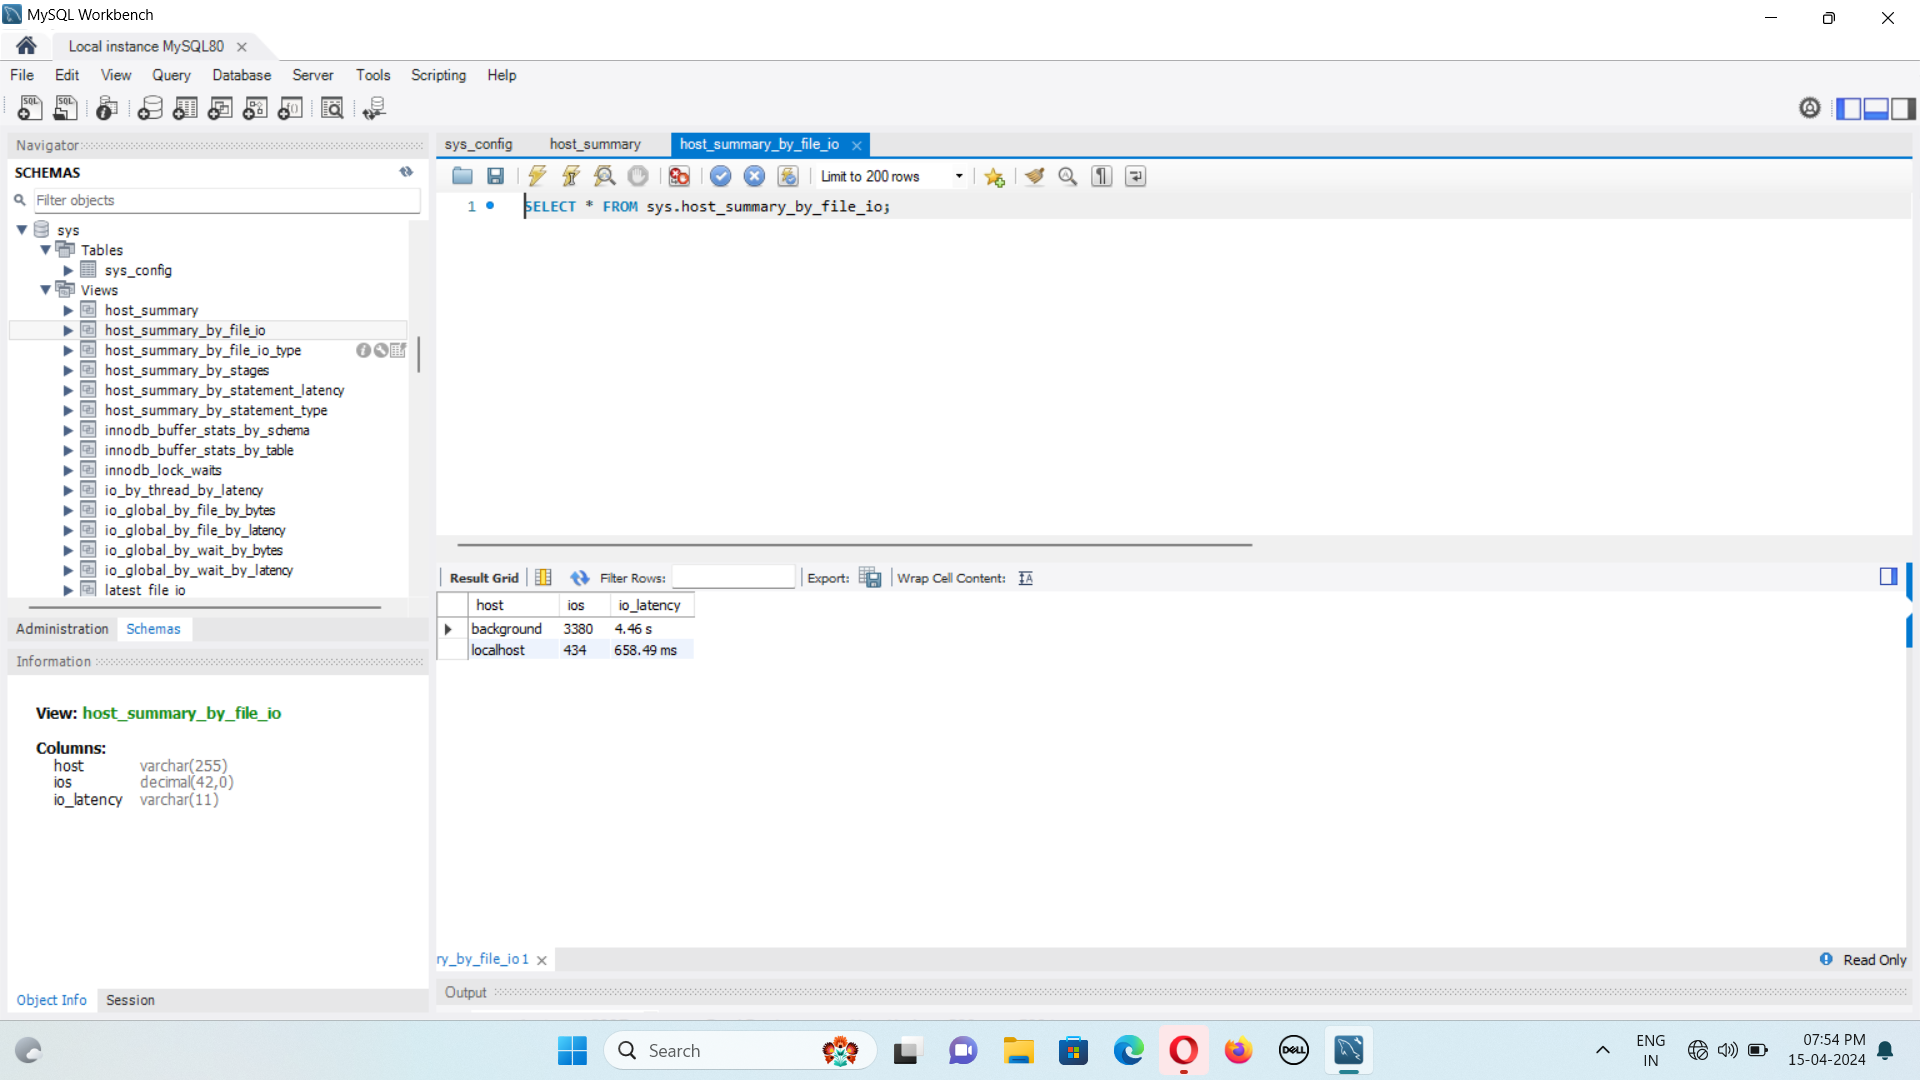 MySQL Workbench
Local instance MySQL80
File Edit View Query Database Server Tools Scripting Help
Navigator
SCHEMAS
Filter objects
sys
Tables
sys_config
Views
host_summary
host_summary_by_file_io
host_summary_by_file_io_type
host_summary_by_stages
host_summary_by_statement_latency
host_summary_by_statement_type
innodb_buffer_stats_by_schema
innodb_buffer_stats_by_table
innodb_lock_waits
io_by_thread_by_latency
io_global_by_file_by_bytes
io_global_by_file_by_latency
io_global_by_wait_by_bytes
io_global_by_wait_by_latency
latest_file_io
Administration Schemas
Information
View: host_summary_by_file_io
Columns:
host varchar(255)
ios decimal(42,0)
io_latency varchar(11)
Object Info Session
sys_config host_summary host_summary_by_file_io
Limit to 200 rows
1 SELECT * FROM sys.host_summary_by_file_io;
Result Grid Filter Rows: Export: Wrap Cell Content:
host ios io_latency
background 3380 4.46 s
localhost 434 658.49 ms
ry_by_file_io1
Read Only
Output
Search
DELL
ENG
IN
07:54 PM
15-04-2024